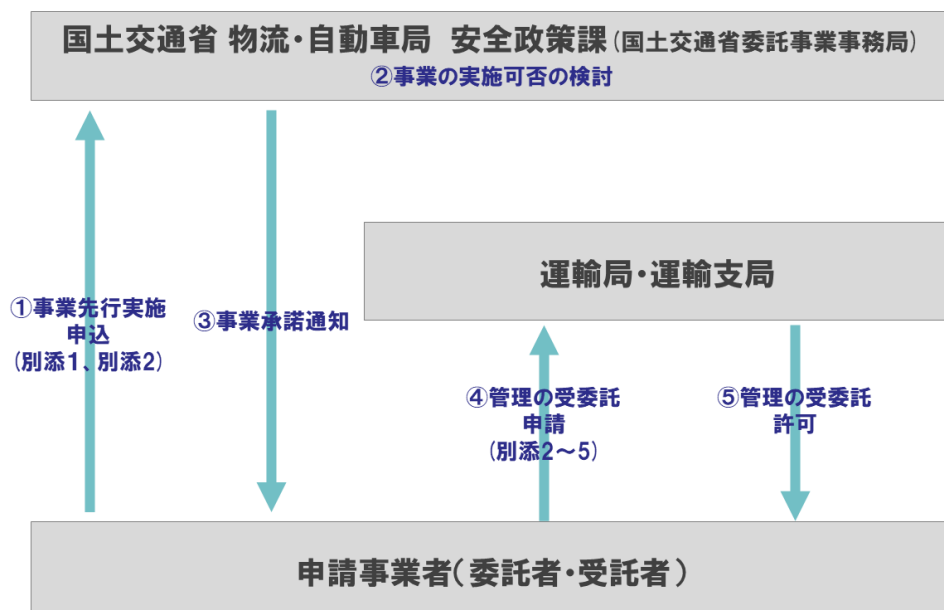 国土交通省 物流・自動車局 安全政策課(国土交通省委託事業事務局)
②事業の実施可否の検討
運輸局・運輸支局
①事業先行実施
申込
(別添1、別添2)
③事業承諾通知
④管理の受委託
申請
(別添2～5)
⑤管理の受委託
許可
申請事業者(委託者・受託者)